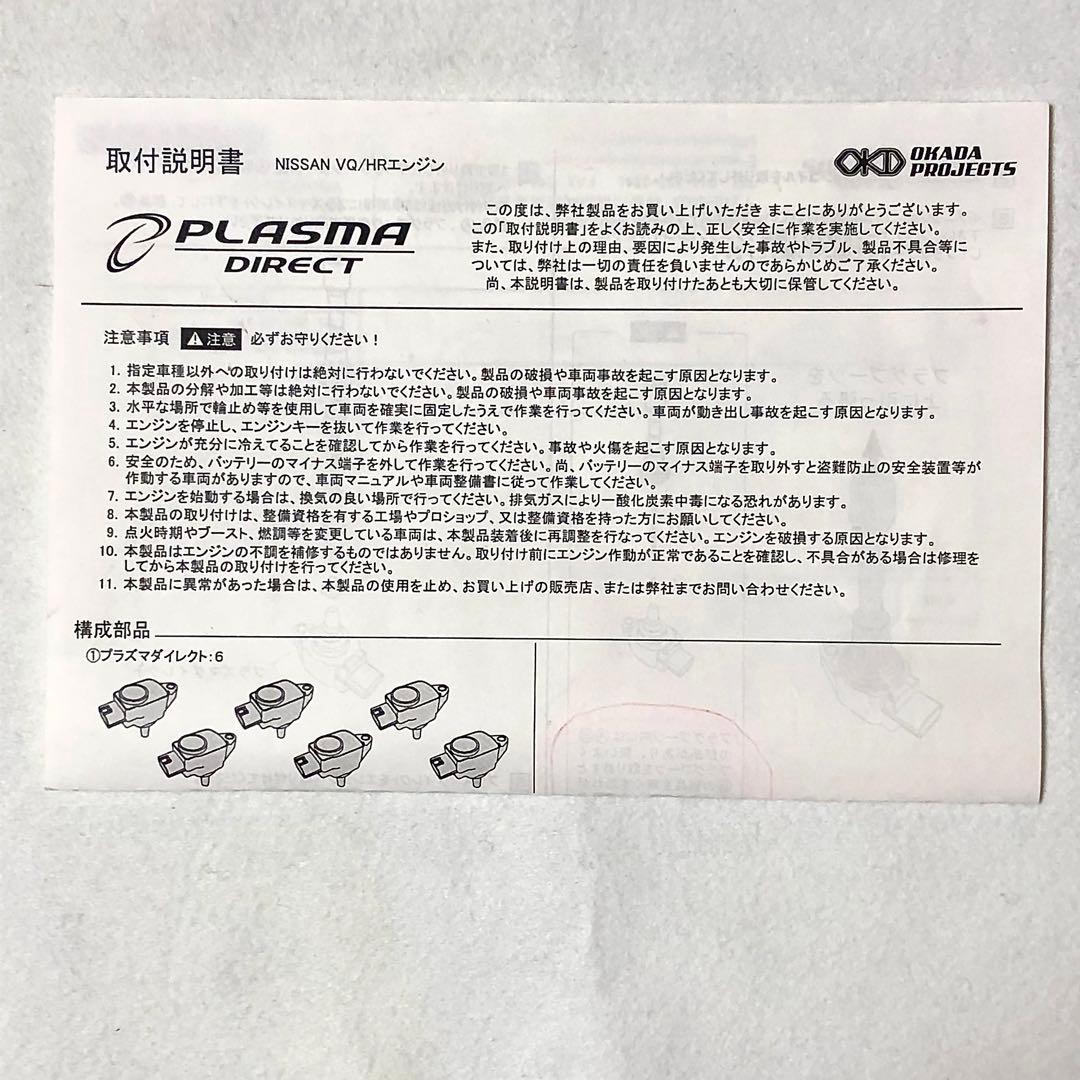 取付説明書 NISSAN VQ/HRエンジン
OKD OKADA PROJECTS
PLASMA
DIRECT
この度は、弊社製品をお買い上げいただき まことにありがとうございます。
この「取付説明書」をよくお読みの上、正しく安全に作業を実施してください。
また、取り付け上の理由、要因により発生した事故やトラブル、製品不具合等に
ついては、弊社は一切の責任を負いませんのであらかじめご了承ください。
尚、本説明書は、製品を取り付けたあとも大切に保管してください。
注意事項 注意 必ずお守りください！
1. 指定車種以外への取り付けは絶対に行わないでください。製品の破損や車両事故を起こす原因となります。
2. 本製品の分解や加工等は絶対に行わないでください。製品の破損や車両事故を起こす原因となります。
3. 水平な場所で輪止め等を使用して車両を確実に固定したうえで作業を行ってください。車両が動き出し事故を起こす原因となります。
4. エンジンを停止し、エンジンキーを抜いて作業を行ってください。
5. エンジンが充分に冷えてることを確認してから作業を行ってください。事故や火傷を起こす原因となります。
6. 安全のため、バッテリーのマイナス端子を外して作業を行ってください。尚、バッテリーのマイナス端子を取り外すと盗難防止の安全装置等が
作動する車両がありますので、車両マニュアルや車両整備書に従って作業してください。
7. エンジンを始動する場合は、換気の良い場所で行ってください。排気ガスにより一酸化炭素中毒になる恐れがあります。
8. 本製品の取り付けは、整備資格を有する工場やプロショップ、又は整備資格を持った方にお願いしてください。
9. 点火時期やブースト、燃調等を変更している車両は、本製品装着後に再調整を行なってください。エンジンを破損する原因となります。
10. 本製品はエンジンの不調を補修するものではありません。取り付け前にエンジン作動が正常であることを確認し、不具合がある場合は修理を
してから本製品の取り付けを行ってください。
11. 本製品に異常があった場合は、本製品の使用を止め、お買い上げの販売店、または弊社までお問い合わせください。
構成部品
①プラズマダイレクト：6